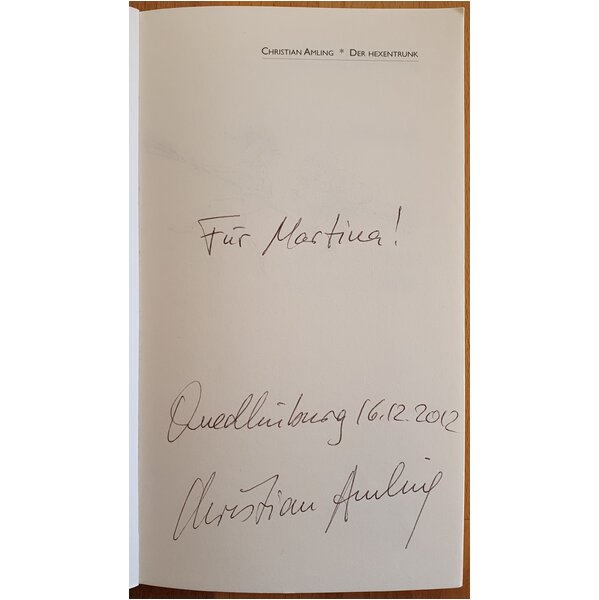 CHRISTIAN AMLING * DER HEXENTRUNK
Für Martina!
Quedlinburg 16.12.2012
Christian Amling